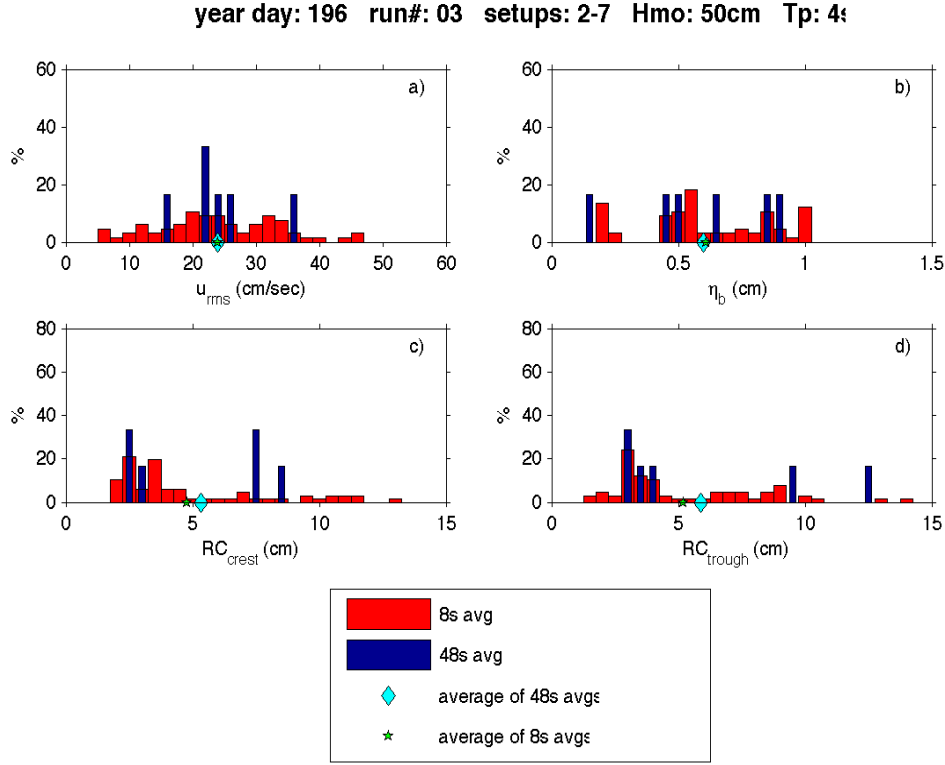 year day: 196 run#: 03 setups: 2-7 Hmo: 50cm Tp: 4s
60
40
20
0
%
a)
0 10 20 30 40 50 60
u_rms (cm/sec)
60
40
20
0
%
b)
0 0.5 1 1.5
η_b (cm)
80
60
40
20
0
%
c)
0 5 10 15
RC_crest (cm)
80
60
40
20
0
%
d)
0 5 10 15
RC_trough (cm)
8s avg
48s avg
average of 48s avgs
average of 8s avgs